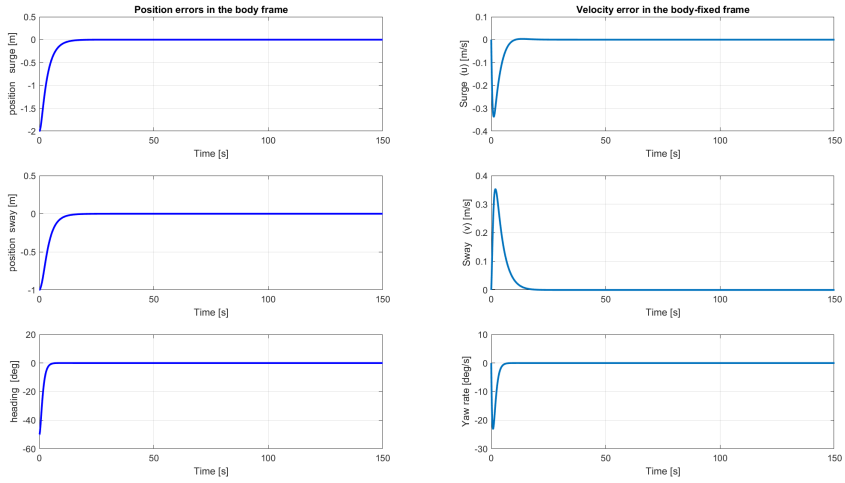 Position errors in the body frame
0.5
0
-0.5
-1
-1.5
-2
position surge [m]
0 50 100 150
Time [s]
Velocity error in the body-fixed frame
0.1
0
-0.1
-0.2
-0.3
-0.4
Surge (u) [m/s]
0 50 100 150
Time [s]
0.5
0
-0.5
-1
position sway [m]
0 50 100 150
Time [s]
0.4
0.3
0.2
0.1
0
Sway (v) [m/s]
0 50 100 150
Time [s]
20
0
-20
-40
-60
heading [deg]
0 50 100 150
Time [s]
10
0
-10
-20
-30
Yaw rate [deg/s]
0 50 100 150
Time [s]